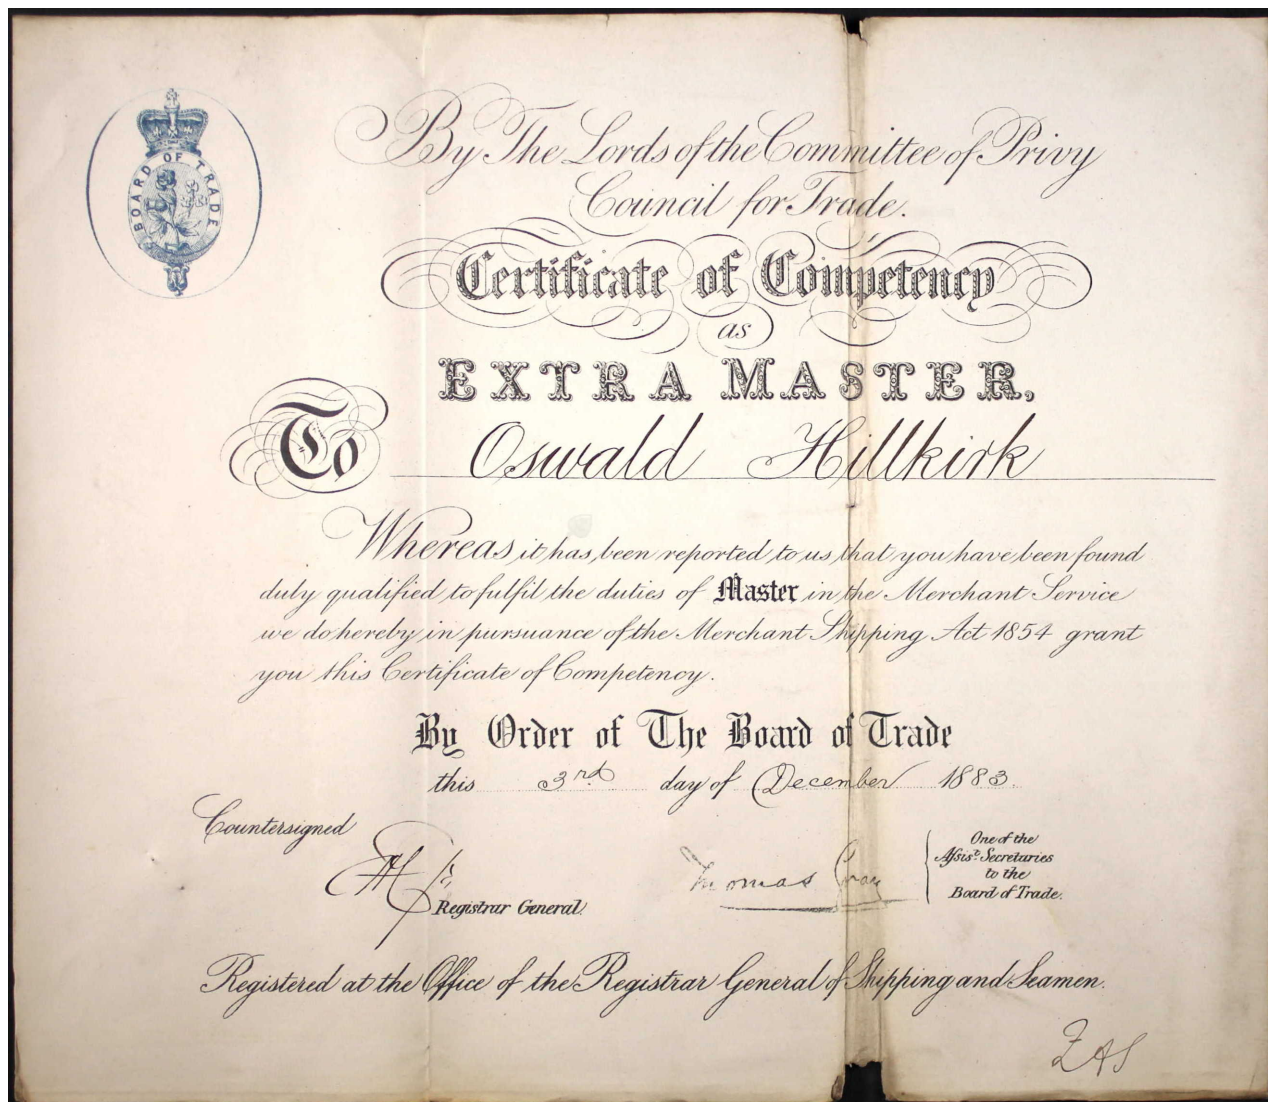 BOARD OF TRADE
By The Lords of the Committee of Privy
Council for Trade.
Certificate of Competency
as
EXTRA MASTER,
To Oswald Hillkirk
Whereas it has been reported to us that you have been found
duly qualified to fulfil the duties of Master in the Merchant Service
we do hereby in pursuance of the Merchant Shipping Act 1854 grant
you this Certificate of Competency.
By Order of The Board of Trade
this 3rd day of December 1883.
Countersigned
Registrar General.
Thomas Gray
One of the
Assist. Secretaries
to the
Board of Trade.
Registered at the Office of the Registrar General of Shipping and Seamen.